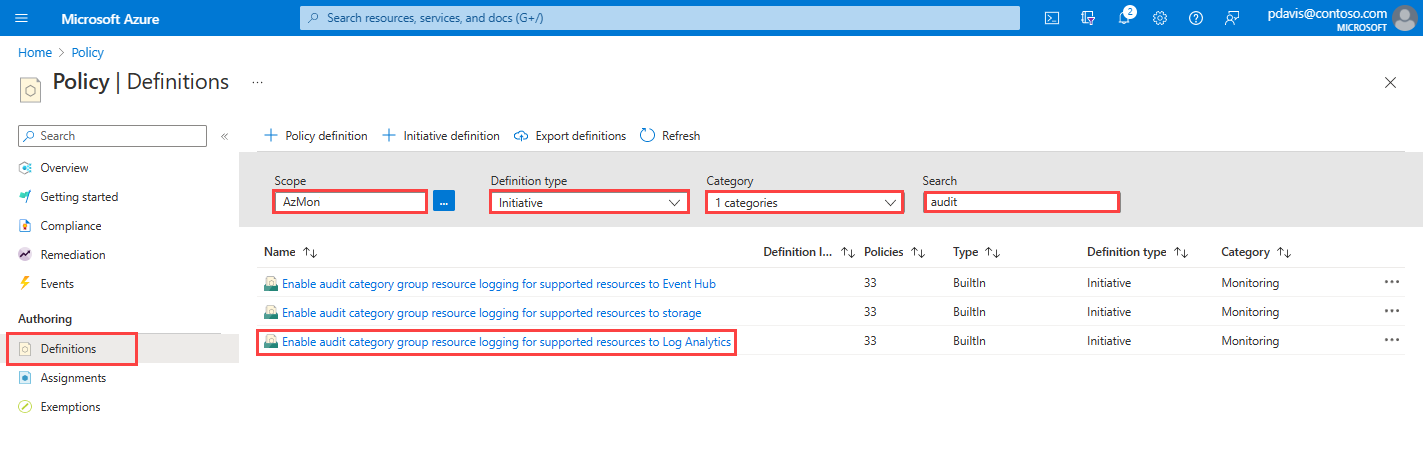 Microsoft Azure
Search resources, services, and docs (G+/)
2
pdavis@contoso.com
MICROSOFT
Home > Policy
Policy | Definitions ...
Search «
Overview
Getting started
Compliance
Remediation
Events
Authoring
Definitions
Assignments
Exemptions
+ Policy definition + Initiative definition Export definitions Refresh
Scope Definition type Category Search
AzMon ... Initiative 1 categories audit
Name ↑↓ Definition l... ↑↓ Policies ↑↓ Type ↑↓ Definition type ↑↓ Category ↑↓
Enable audit category group resource logging for supported resources to Event Hub 33 BuiltIn Initiative Monitoring ...
Enable audit category group resource logging for supported resources to storage 33 BuiltIn Initiative Monitoring ...
Enable audit category group resource logging for supported resources to Log Analytics 33 BuiltIn Initiative Monitoring ...